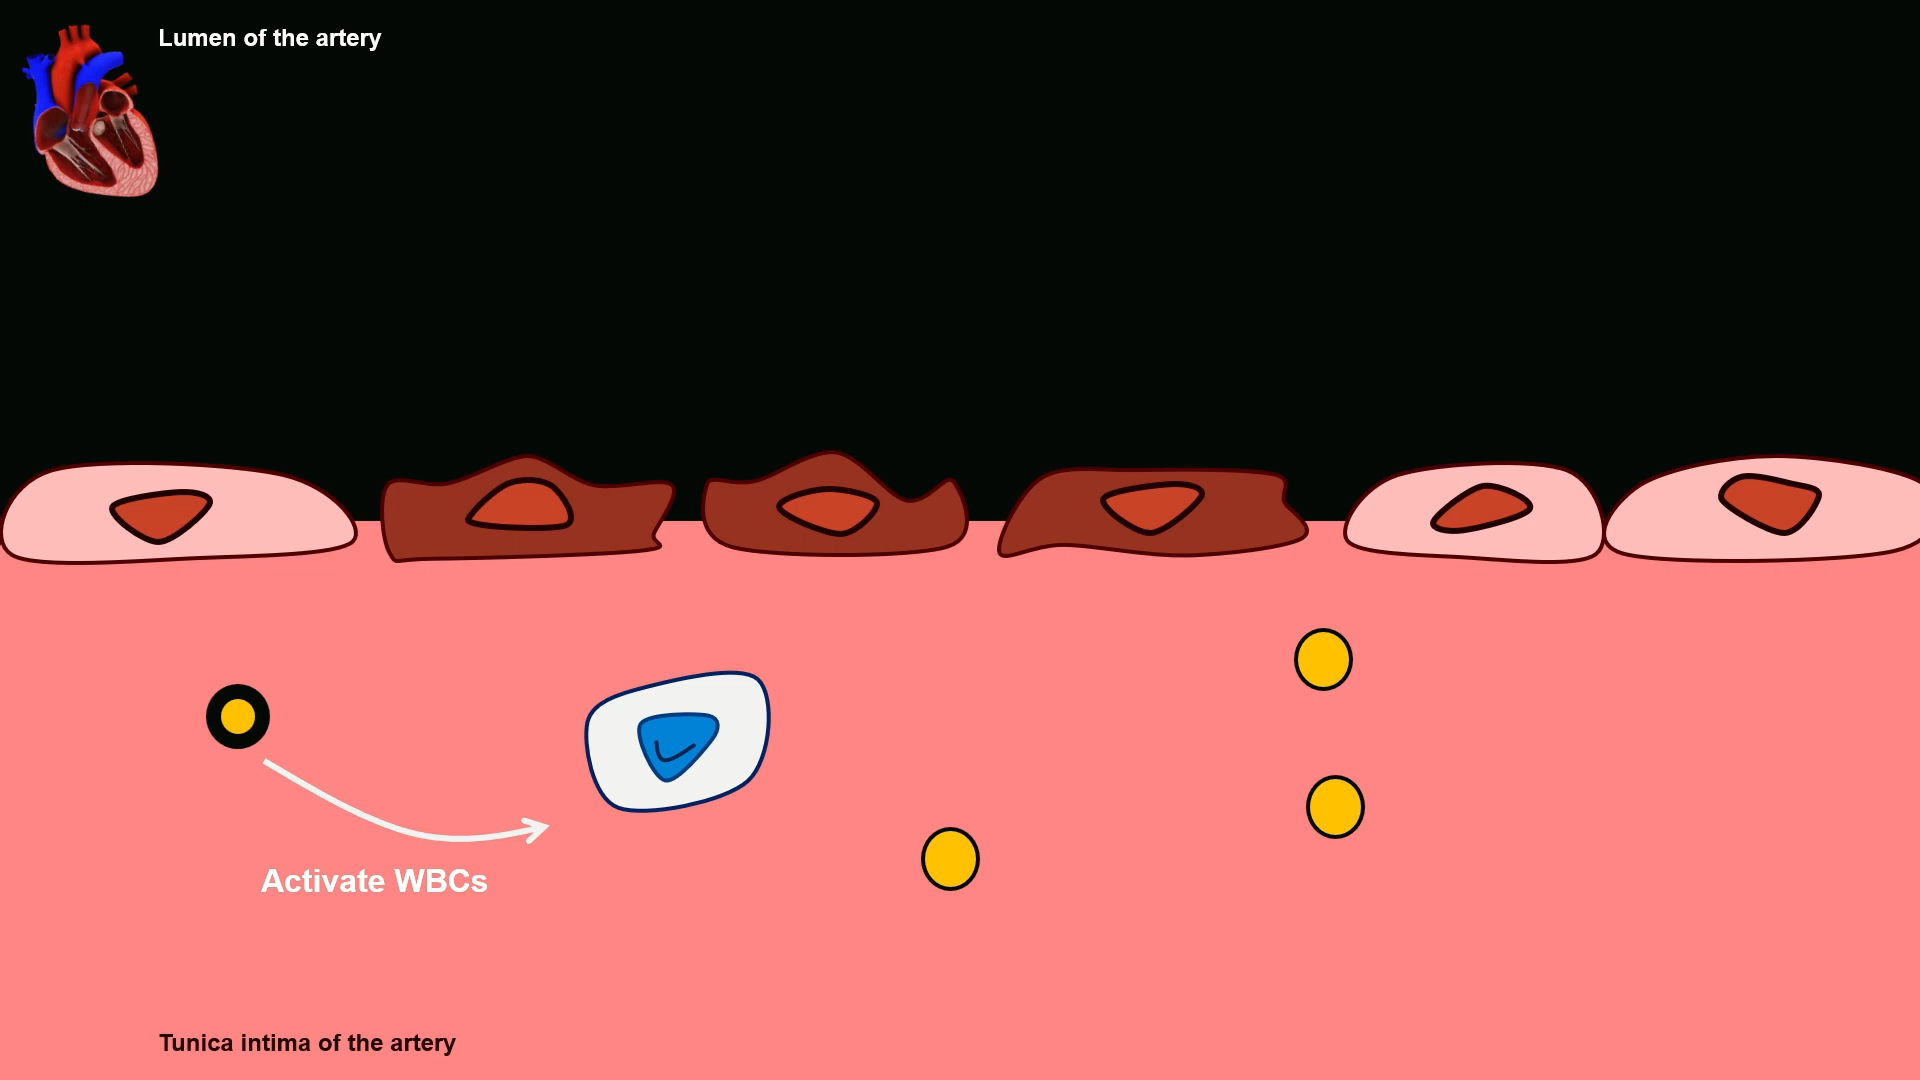 Lumen of the artery
Activate WBCs
Tunica intima of the artery